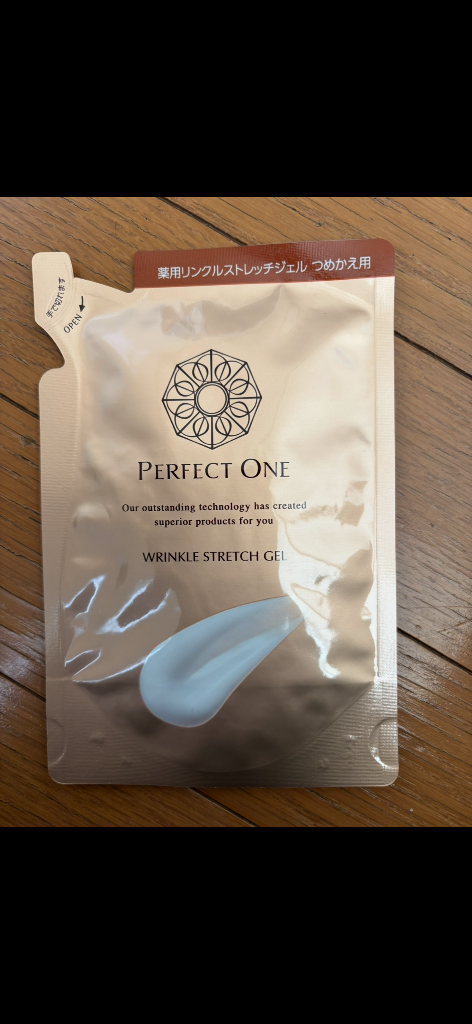 薬用リンクルストレッチジェル つめかえ用
手で切れます
OPEN
PERFECT ONE
Our outstanding technology has created
superior products for you
WRINKLE STRETCH GEL